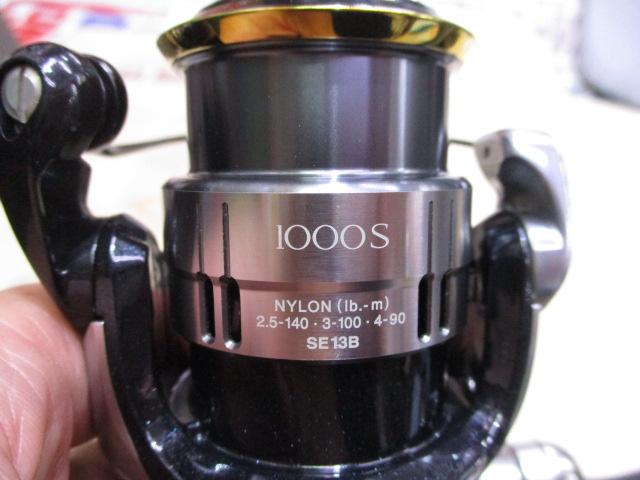 1000S
NYLON (lb.-m)
2.5-140 · 3-100 · 4-90
SE13B